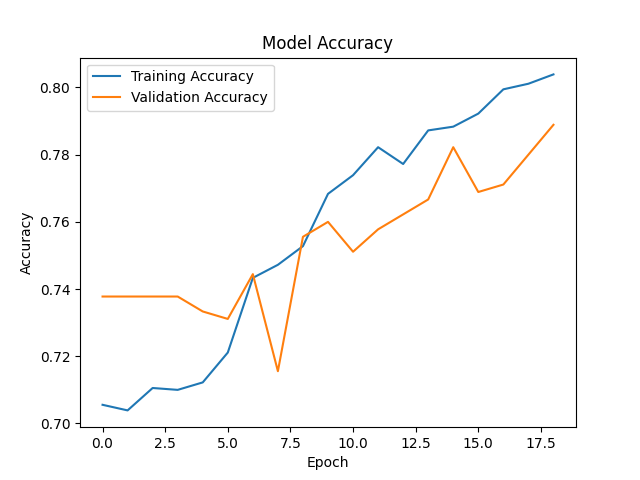 Model Accuracy
Training Accuracy
Validation Accuracy
Accuracy
0.80
0.78
0.76
0.74
0.72
0.70
0.0 2.5 5.0 7.5 10.0 12.5 15.0 17.5
Epoch